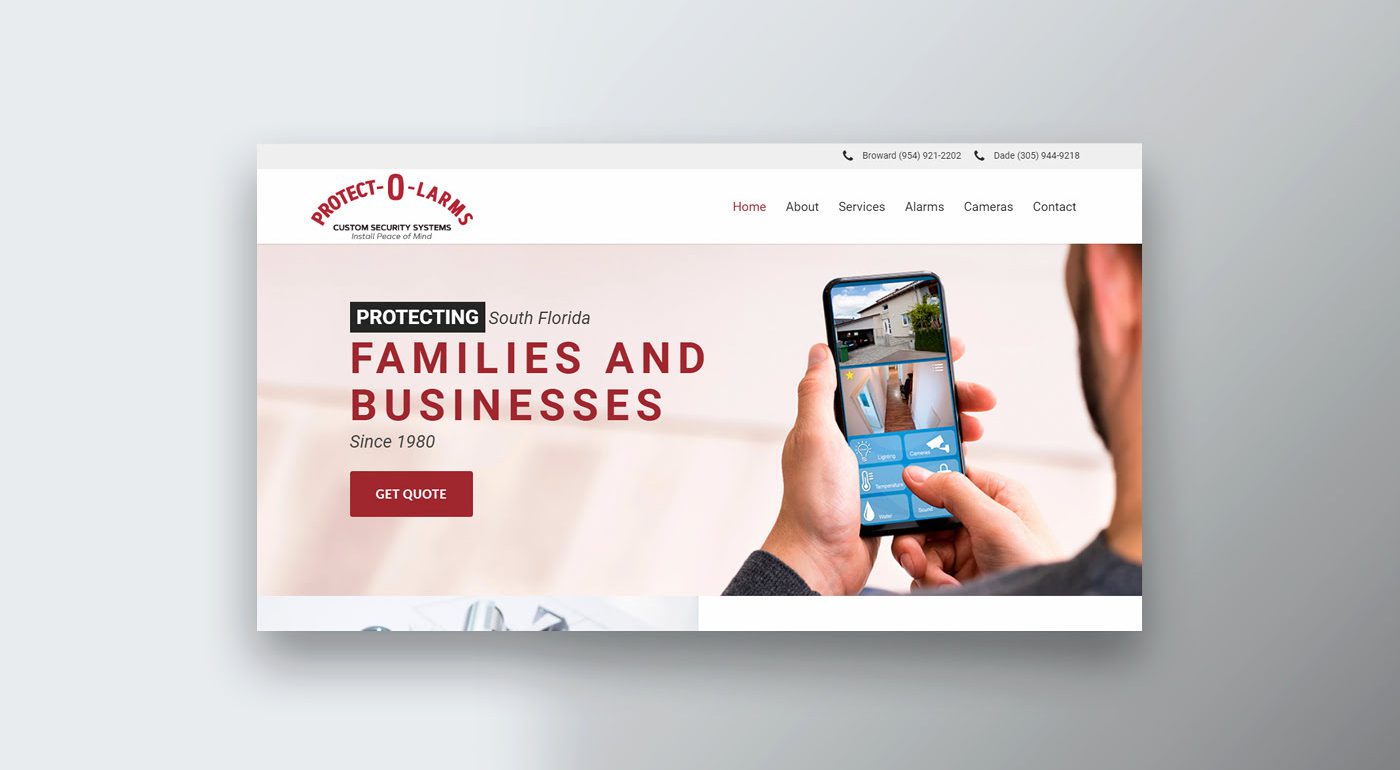 Broward (954) 921-2202 Dade (305) 944-9218
PROTECT-O-LARMS
CUSTOM SECURITY SYSTEMS
Install Peace of Mind
Home About Services Alarms Cameras Contact
PROTECTING South Florida
FAMILIES AND
BUSINESSES
Since 1980
GET QUOTE
Lighting Cameras
Temperature
Water Sound